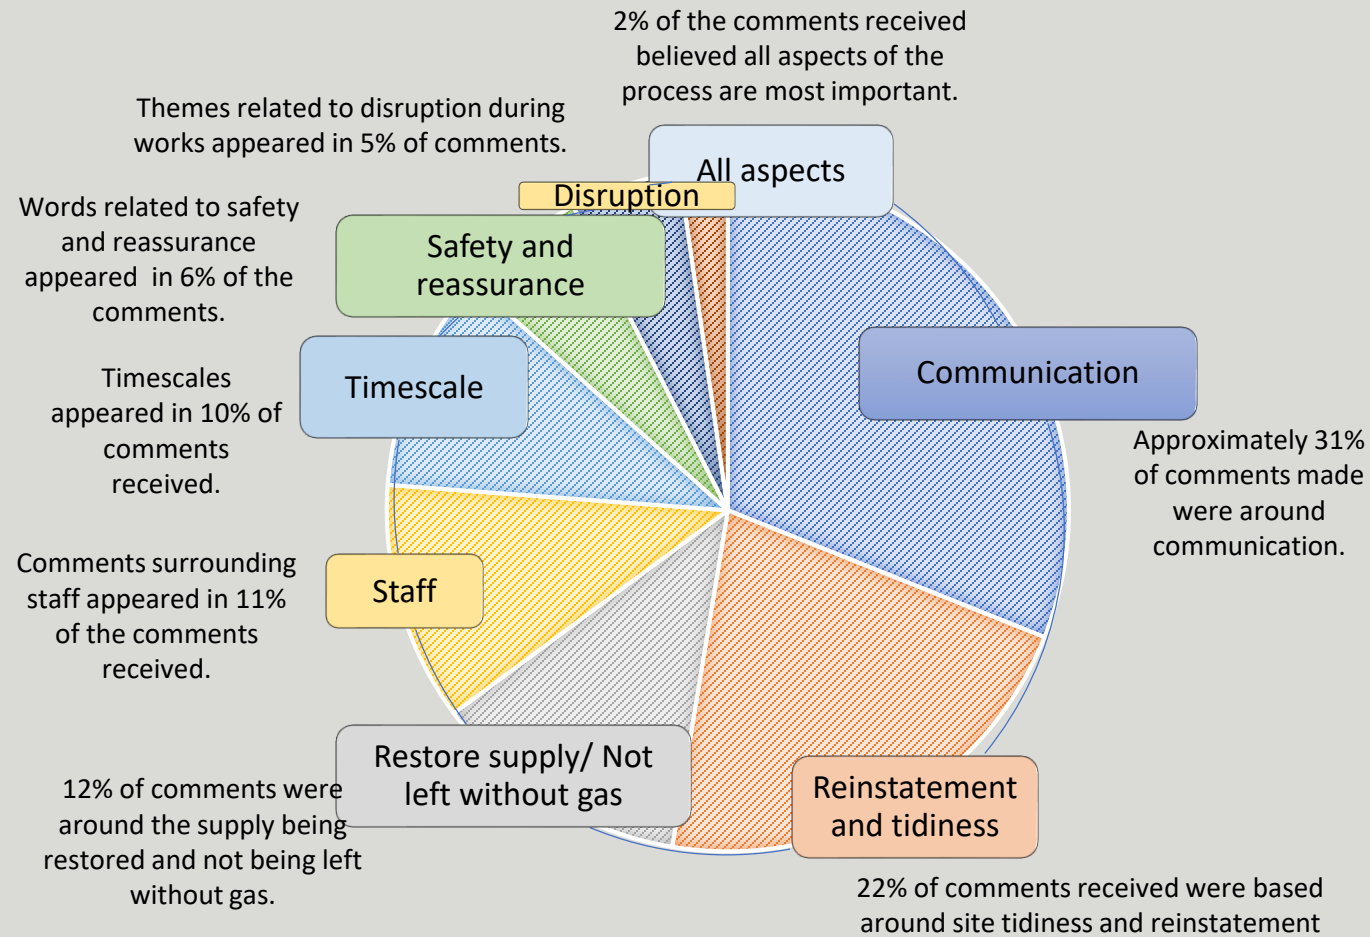 2% of the comments received
believed all aspects of the
process are most important.
Themes related to disruption during
works appeared in 5% of comments.
All aspects
Disruption
Words related to safety
and reassurance
appeared  in 6% of the
comments.
Safety and
reassurance
Timescales
appeared in 10% of
comments
received.
Timescale
Communication
Approximately 31%
of comments made
were around
communication.
Comments surrounding
staff appeared in 11%
of the comments
received.
Staff
Restore supply/ Not
left without gas
12% of comments were
around the supply being
restored and not being left
without gas.
Reinstatement
and tidiness
22% of comments received were based
around site tidiness and reinstatement